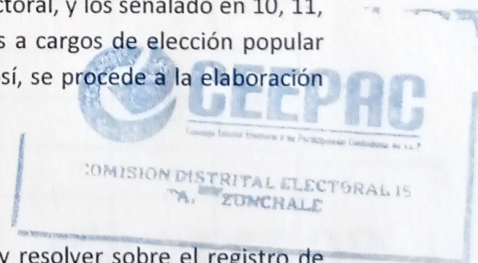 ctoral, y los señalado en 10, 11,
s a cargos de elección popular
sí, se procede a la elaboración
CEEPAC
COMISION DISTRITAL ELECTORAL 15
ZUNCHALE
y resolver sobre el registro de